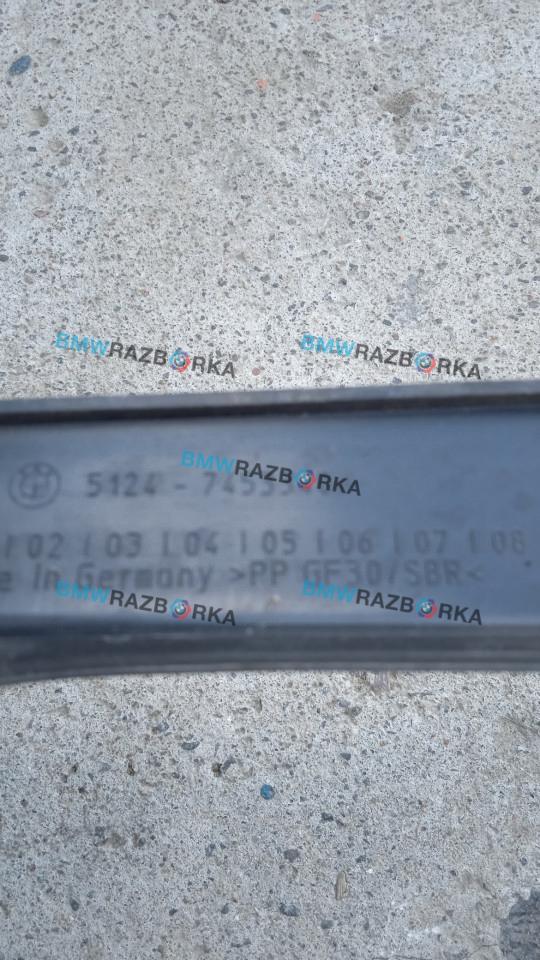 BMWRAZBORKA BMWRAZBORKA
BMWRAZBORKA
5124 -
02 | 03 | 04 | 05 | 06 | 07 | 08
In Germany >PP GF30/SBR<
BMWRAZBORKA BMWRAZBORKA